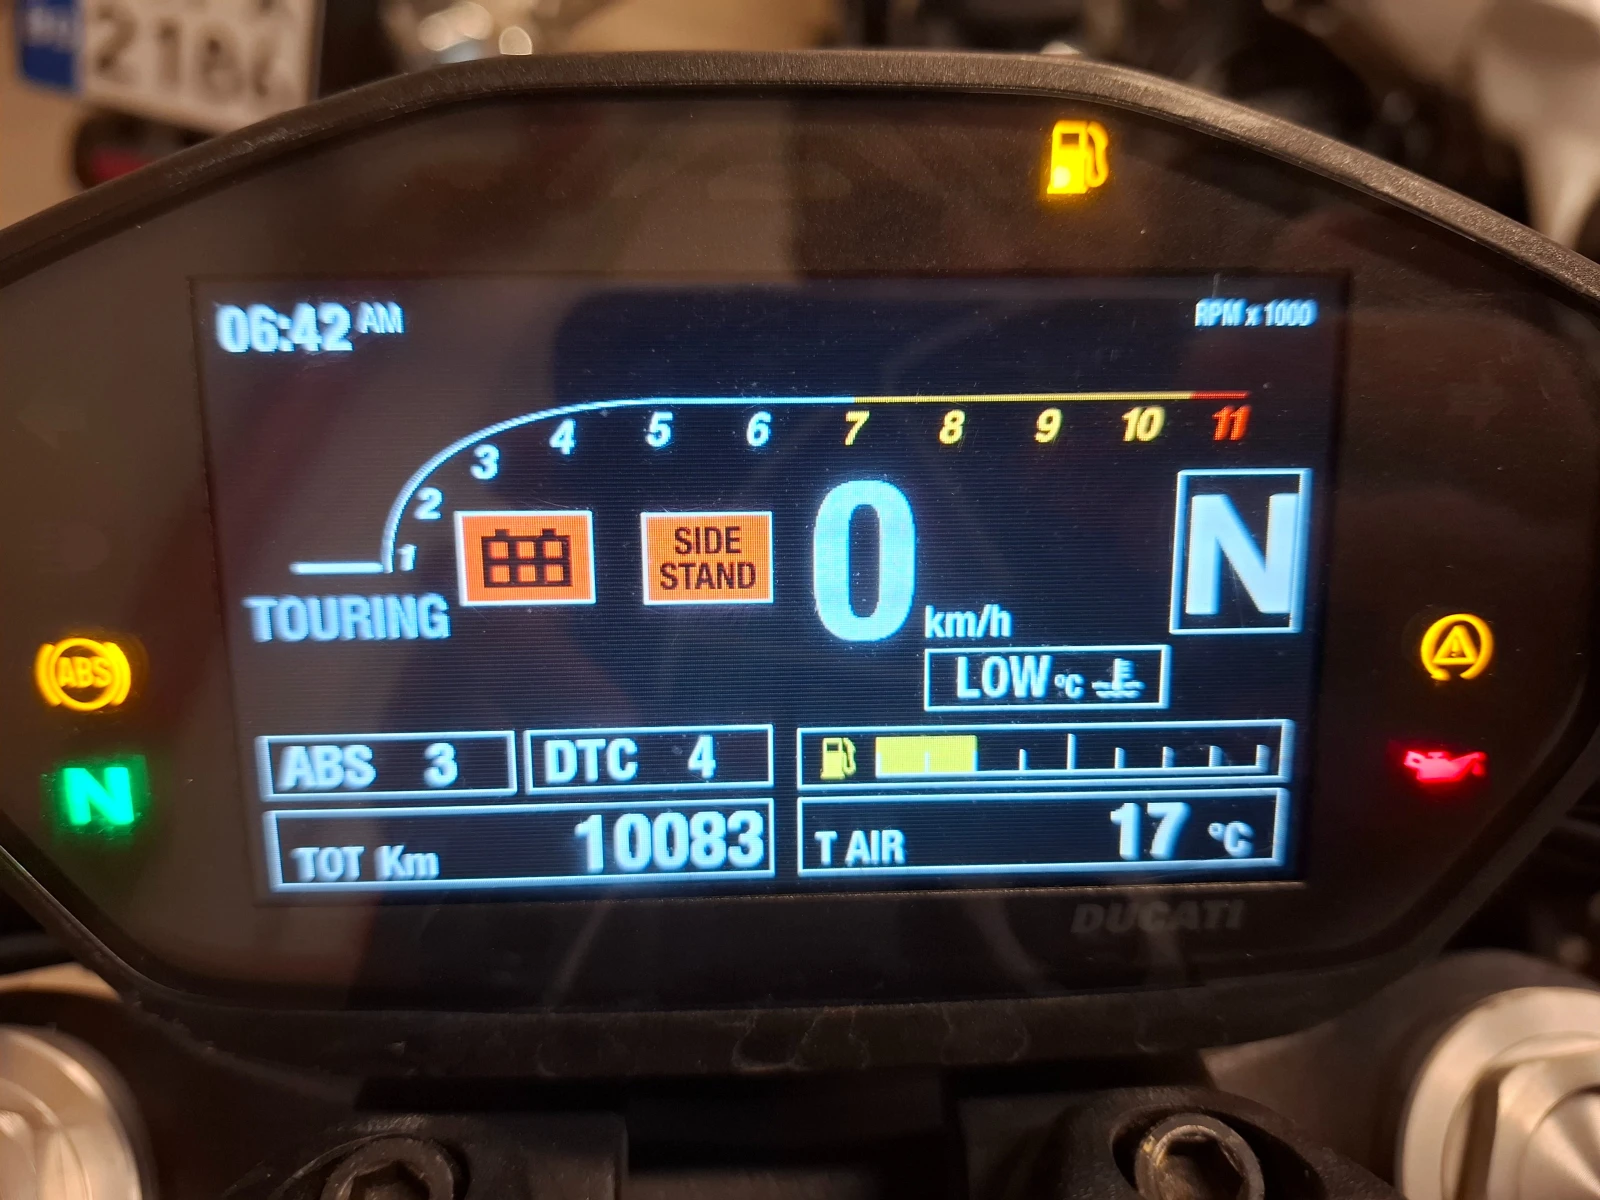 2184
06:42 AM
RPM x 1000
1 2 3 4 5 6 7 8 9 10 11
SIDE
STAND
0 km/h
N
TOURING
ABS
LOW °C
N
ABS 3
DTC 4
TOT Km 10083
T AIR 17 °C
DUCATI